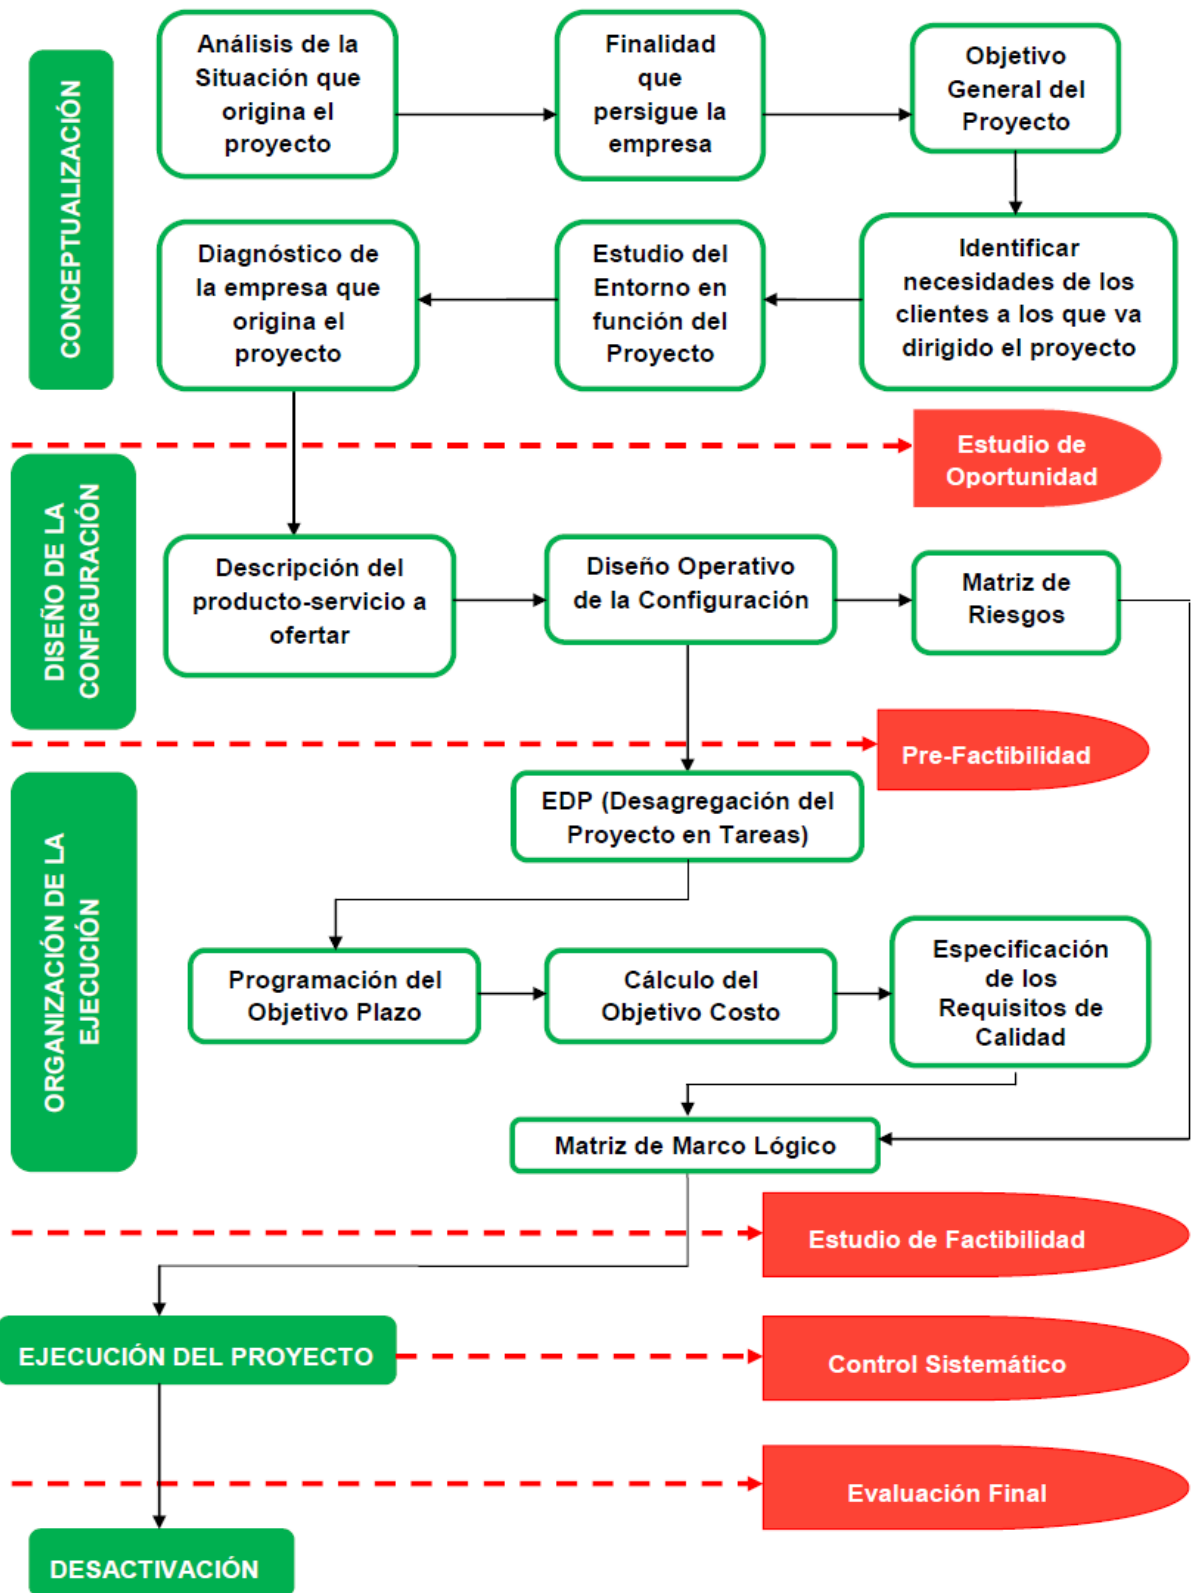 CONCEPTUALIZACIÓN
Análisis de la
Situación que
origina el
proyecto
Finalidad
que
persigue la
empresa
Objetivo
General del
Proyecto
Identificar
necesidades de los
clientes a los que va
dirigido el proyecto
Estudio del
Entorno en
función del
Proyecto
Diagnóstico de
la empresa que
origina el
proyecto
Estudio de
Oportunidad
DISEÑO DE LA
CONFIGURACIÓN
Descripción del
producto-servicio a
ofertar
Diseño Operativo
de la Configuración
Matriz de
Riesgos
Pre-Factibilidad
ORGANIZACIÓN DE LA
EJECUCIÓN
EDP (Desagregación del
Proyecto en Tareas)
Programación del
Objetivo Plazo
Cálculo del
Objetivo Costo
Especificación
de los
Requisitos de
Calidad
Matriz de Marco Lógico
Estudio de Factibilidad
EJECUCIÓN DEL PROYECTO
Control Sistemático
Evaluación Final
DESACTIVACIÓN